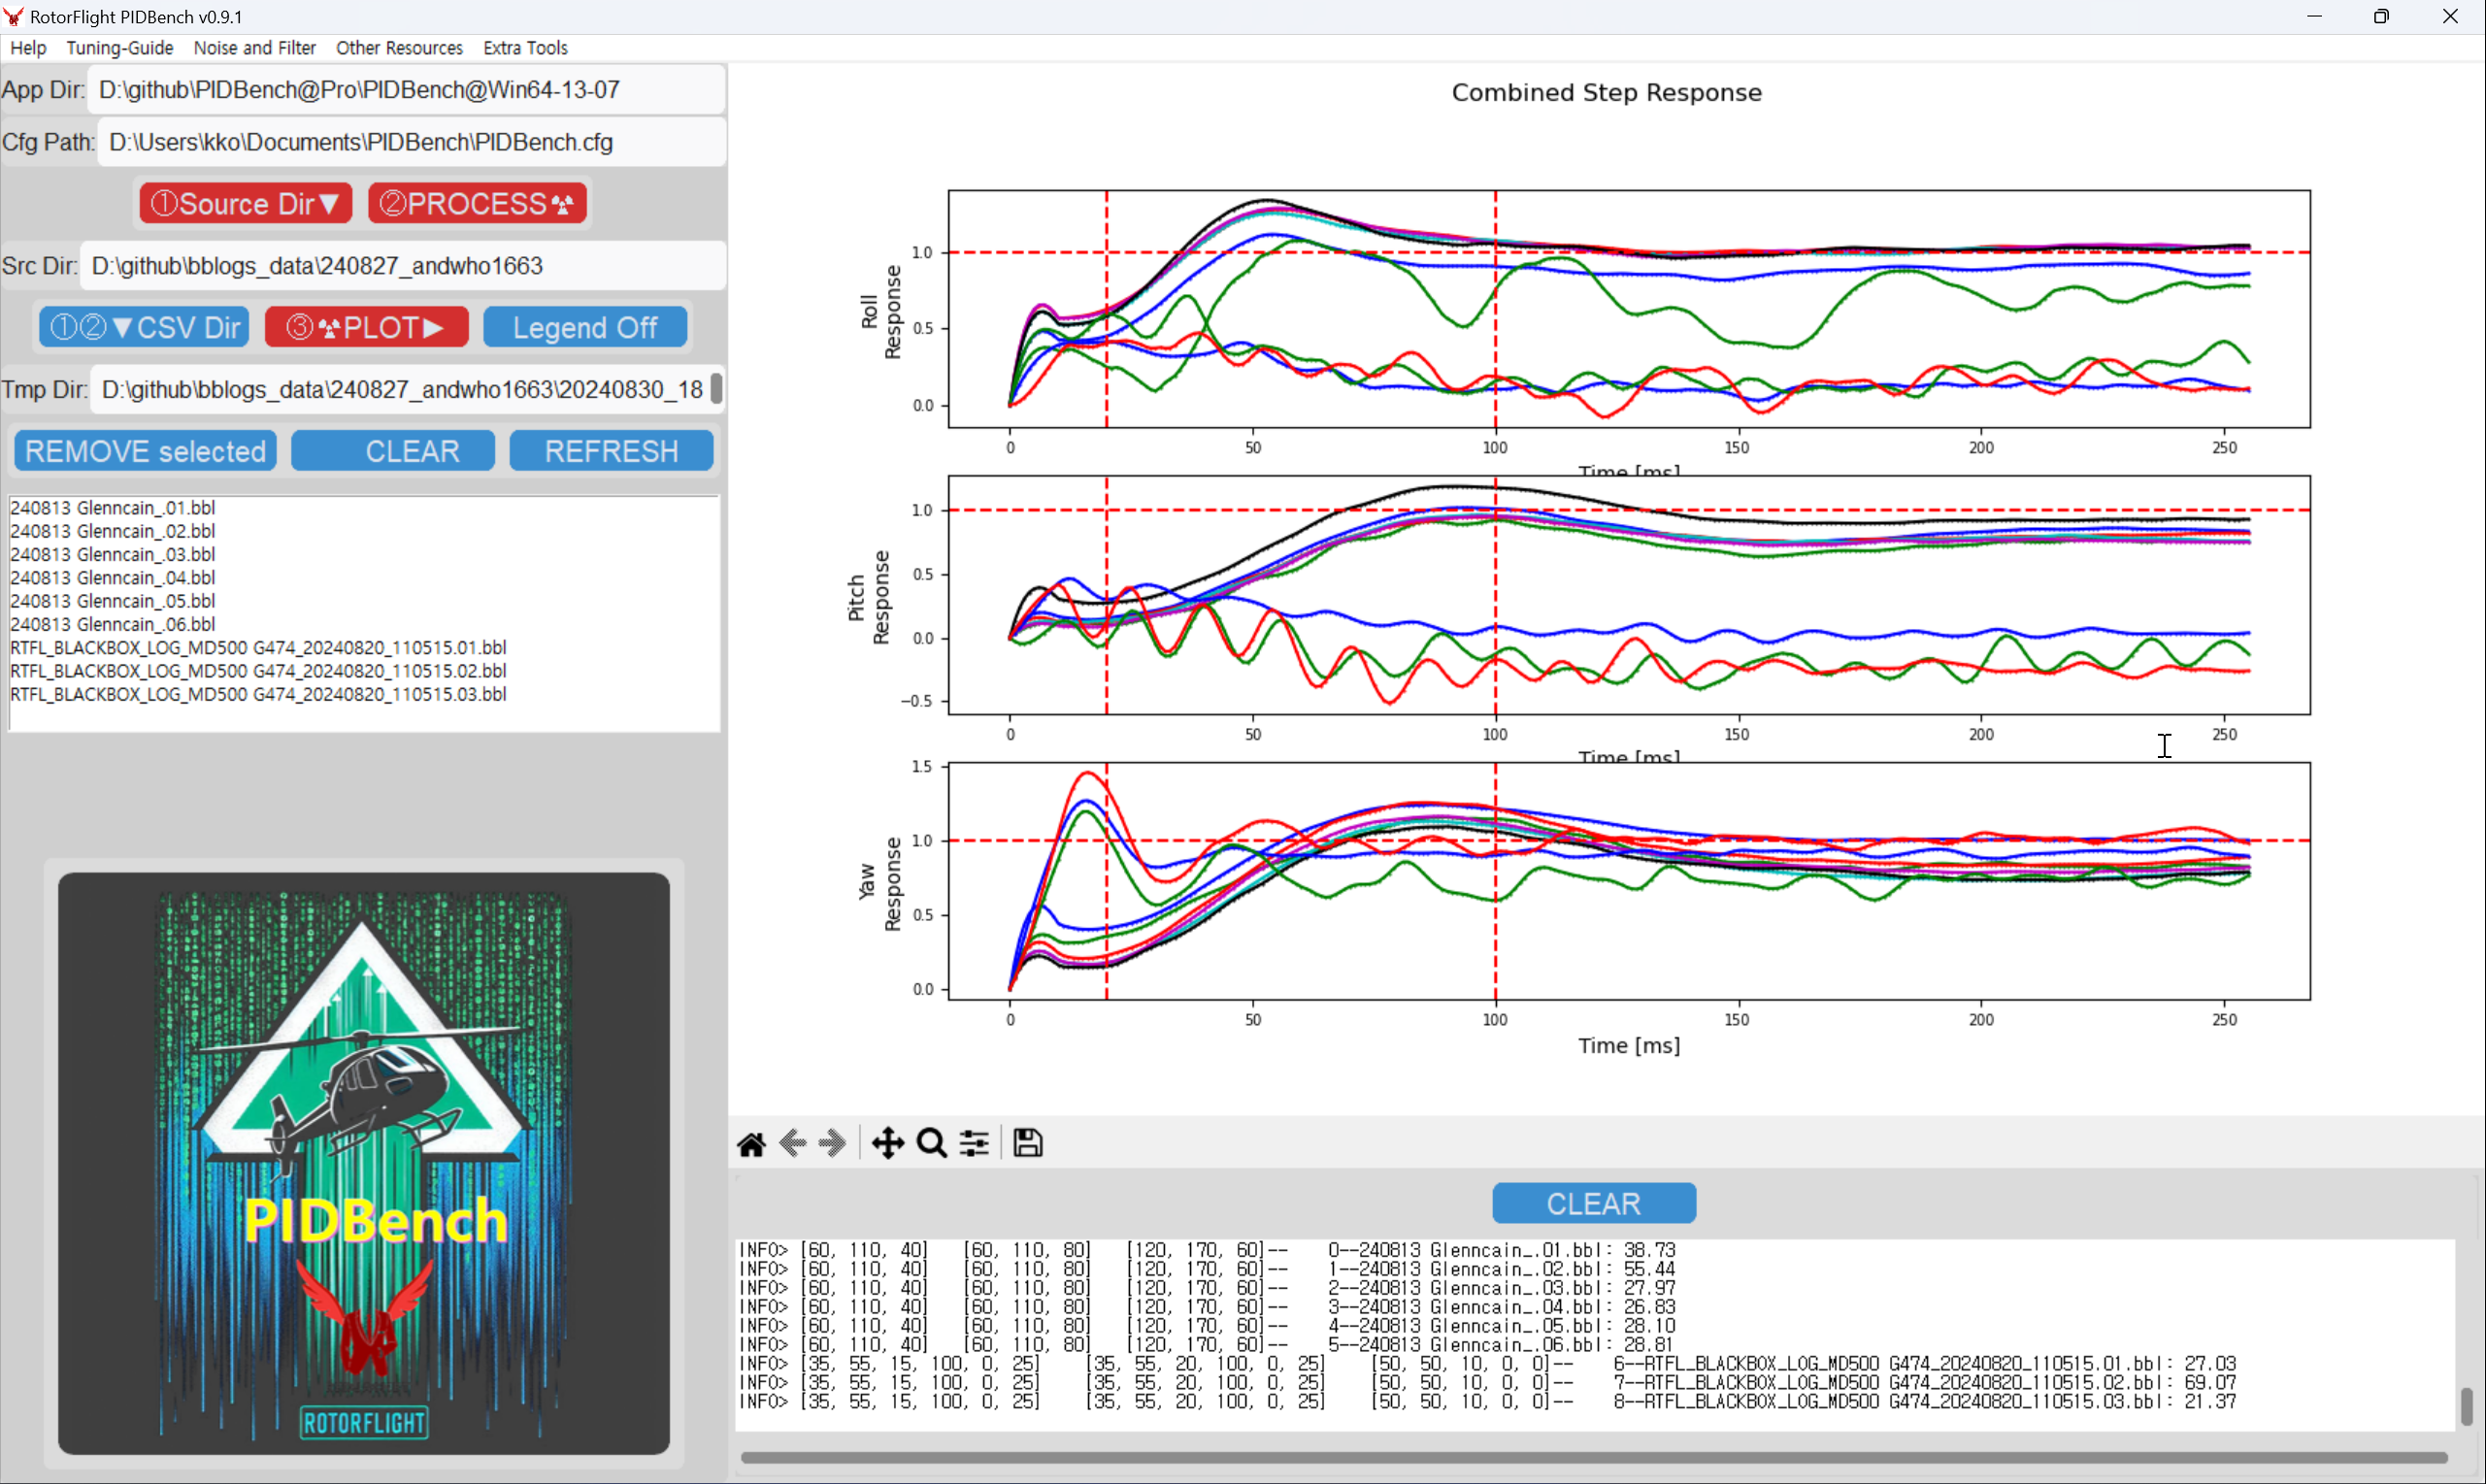 RotorFlight PIDBench v0.9.1
Help Tuning-Guide Noise and Filter Other Resources Extra Tools
App Dir: D:\github\PIDBench@Pro\PIDBench@Win64-13-07
Cfg Path: D:\Users\kko\Documents\PIDBench\PIDBench.cfg
①Source Dir▼ ②PROCESS
Src Dir: D:\github\bblogs_data\240827_andwho1663
①②▼CSV Dir ③PLOT▶ Legend Off
Tmp Dir: D:\github\bblogs_data\240827_andwho1663\20240830_18
REMOVE selected CLEAR REFRESH
240813 Glenncain_.01.bbl
240813 Glenncain_.02.bbl
240813 Glenncain_.03.bbl
240813 Glenncain_.04.bbl
240813 Glenncain_.05.bbl
240813 Glenncain_.06.bbl
RTFL_BLACKBOX_LOG_MD500 G474_20240820_110515.01.bbl
RTFL_BLACKBOX_LOG_MD500 G474_20240820_110515.02.bbl
RTFL_BLACKBOX_LOG_MD500 G474_20240820_110515.03.bbl
PIDBench
ROTORFLIGHT
Combined Step Response
Roll
Response
1.0
0.5
0.0
0 50 100 150 200 250
Time [ms]
Pitch
Response
1.0
0.5
0.0
−0.5
0 50 100 150 200 250
Time [ms]
Yaw
Response
1.5
1.0
0.5
0.0
0 50 100 150 200 250
Time [ms]
CLEAR
INFO> [60, 110, 40] [60, 110, 80] [120, 170, 60]-- 0--240813 Glenncain_.01.bbl: 38.73
INFO> [60, 110, 40] [60, 110, 80] [120, 170, 60]-- 1--240813 Glenncain_.02.bbl: 55.44
INFO> [60, 110, 40] [60, 110, 80] [120, 170, 60]-- 2--240813 Glenncain_.03.bbl: 27.97
INFO> [60, 110, 40] [60, 110, 80] [120, 170, 60]-- 3--240813 Glenncain_.04.bbl: 26.83
INFO> [60, 110, 40] [60, 110, 80] [120, 170, 60]-- 4--240813 Glenncain_.05.bbl: 28.10
INFO> [60, 110, 40] [60, 110, 80] [120, 170, 60]-- 5--240813 Glenncain_.06.bbl: 28.81
INFO> [35, 55, 15, 100, 0, 25] [35, 55, 20, 100, 0, 25] [50, 50, 10, 0, 0]-- 6--RTFL_BLACKBOX_LOG_MD500 G474_20240820_110515.01.bbl: 27.03
INFO> [35, 55, 15, 100, 0, 25] [35, 55, 20, 100, 0, 25] [50, 50, 10, 0, 0]-- 7--RTFL_BLACKBOX_LOG_MD500 G474_20240820_110515.02.bbl: 69.07
INFO> [35, 55, 15, 100, 0, 25] [35, 55, 20, 100, 0, 25] [50, 50, 10, 0, 0]-- 8--RTFL_BLACKBOX_LOG_MD500 G474_20240820_110515.03.bbl: 21.37